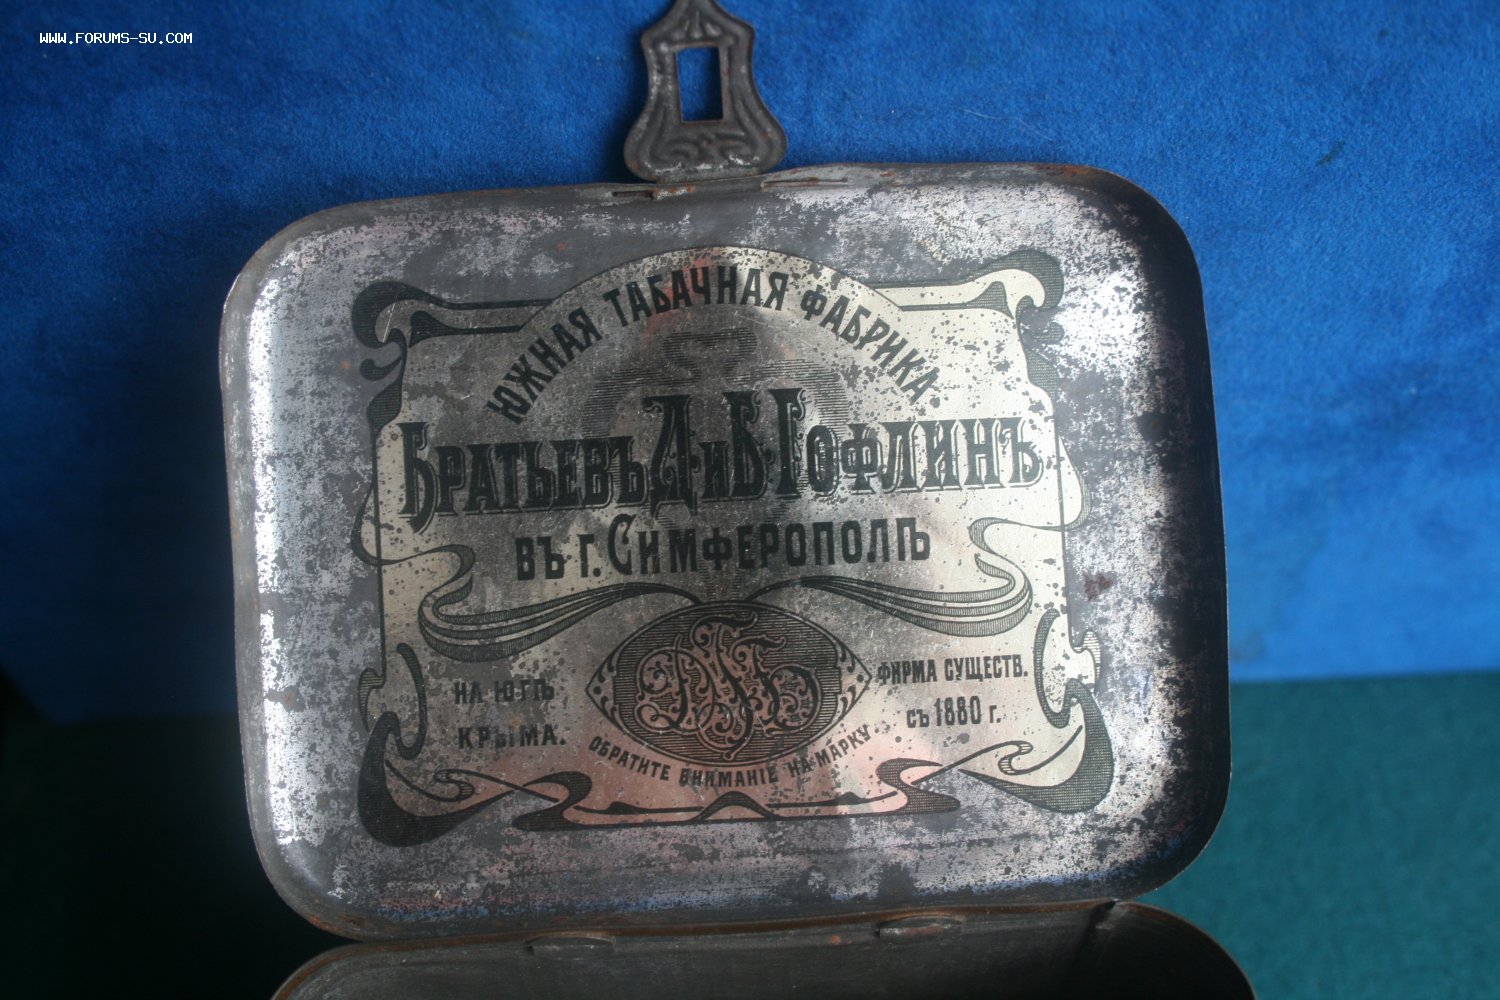 WWW.FORUMS-SU.COM
ЮЖНАЯ ТАБАЧНАЯ ФАБРИКА
БРАТЬЕВЪ Д И Б ГОФЛИНЪ
ВЪ Г. СИМФЕРОПОЛѢ
НА ЮГѢ
КРЫМА.
ФИРМА СУЩЕСТВ.
СЪ 1880 Г.
ОБРАТИТЕ ВНИМАНІЕ НА МАРКУ